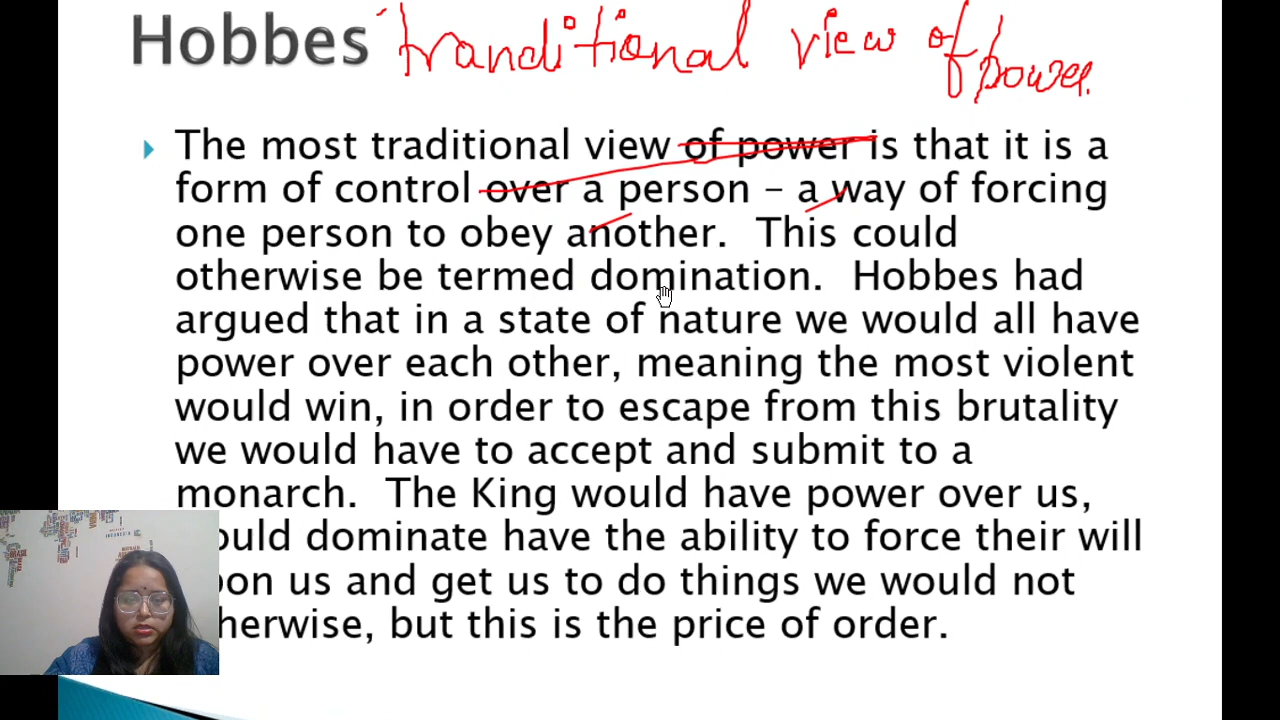 Hobbes tranditional view of power.
The most traditional view of power is that it is a
form of control over a person – a way of forcing
one person to obey another. This could
otherwise be termed domination. Hobbes had
argued that in a state of nature we would all have
power over each other, meaning the most violent
would win, in order to escape from this brutality
we would have to accept and submit to a
monarch. The King would have power over us,
ould dominate have the ability to force their will
pon us and get us to do things we would not
herwise, but this is the price of order.